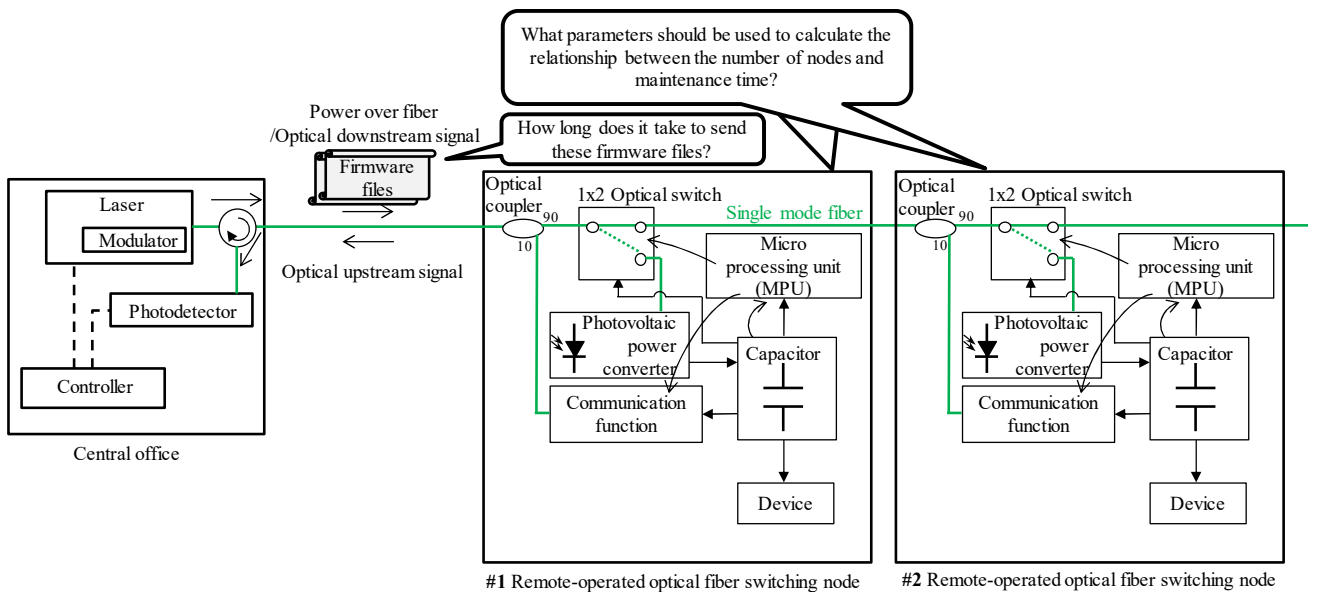 What parameters should be used to calculate the
relationship between the number of nodes and
maintenance time?
Power over fiber
/Optical downstream signal
How long does it take to send
these firmware files?
Firmware
files
Optical upstream signal
Laser
Modulator
Photodetector
Controller
Central office
Optical
coupler
90
10
1x2 Optical switch
Single mode fiber
Micro
processing unit
(MPU)
Photovoltaic
power
converter
Capacitor
Communication
function
Device
#1 Remote-operated optical fiber switching node
Optical
coupler
90
10
1x2 Optical switch
Micro
processing unit
(MPU)
Photovoltaic
power
converter
Capacitor
Communication
function
Device
#2 Remote-operated optical fiber switching node